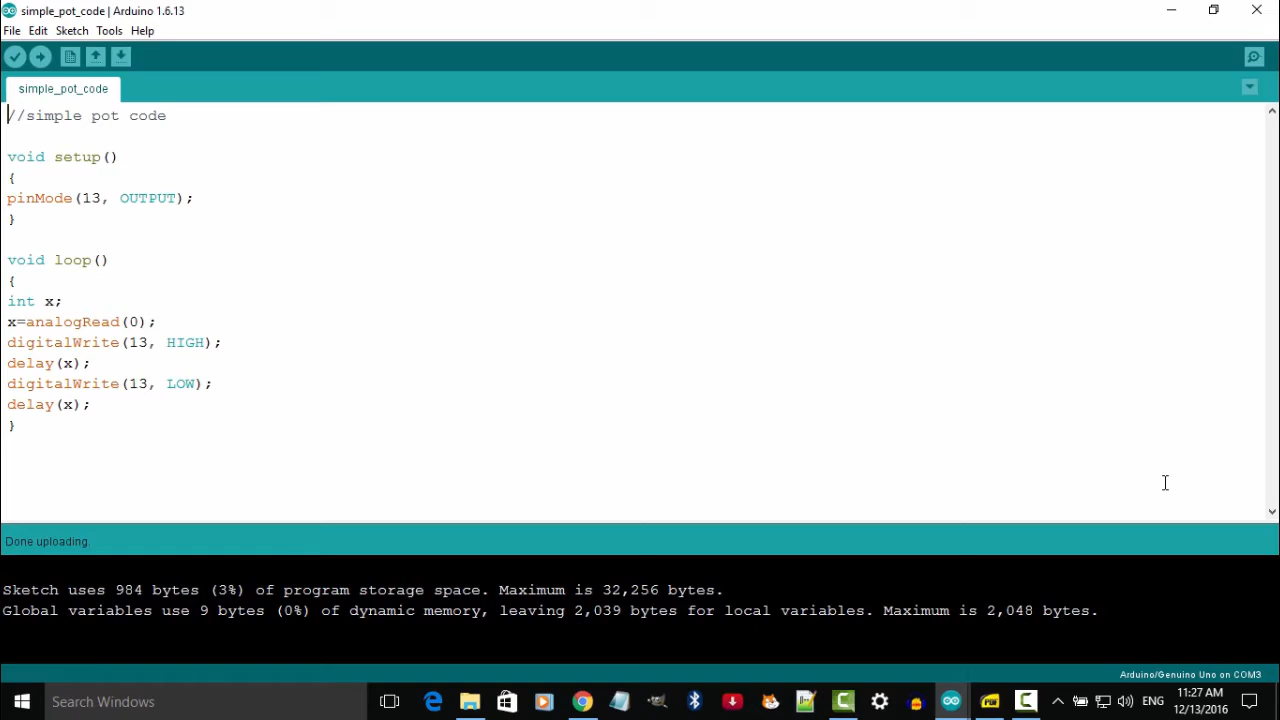 simple_pot_code | Arduino 1.6.13
File Edit Sketch Tools Help
simple_pot_code
//simple pot code
void setup()
{
pinMode(13, OUTPUT);
}
void loop()
{
int x;
x=analogRead(0);
digitalWrite(13, HIGH);
delay(x);
digitalWrite(13, LOW);
delay(x);
}
Done uploading.
Sketch uses 984 bytes (3%) of program storage space. Maximum is 32,256 bytes.
Global variables use 9 bytes (0%) of dynamic memory, leaving 2,039 bytes for local variables. Maximum is 2,048 bytes.
Arduino/Genuino Uno on COM3
Search Windows
PDF
ENG
11:27 AM
12/13/2016